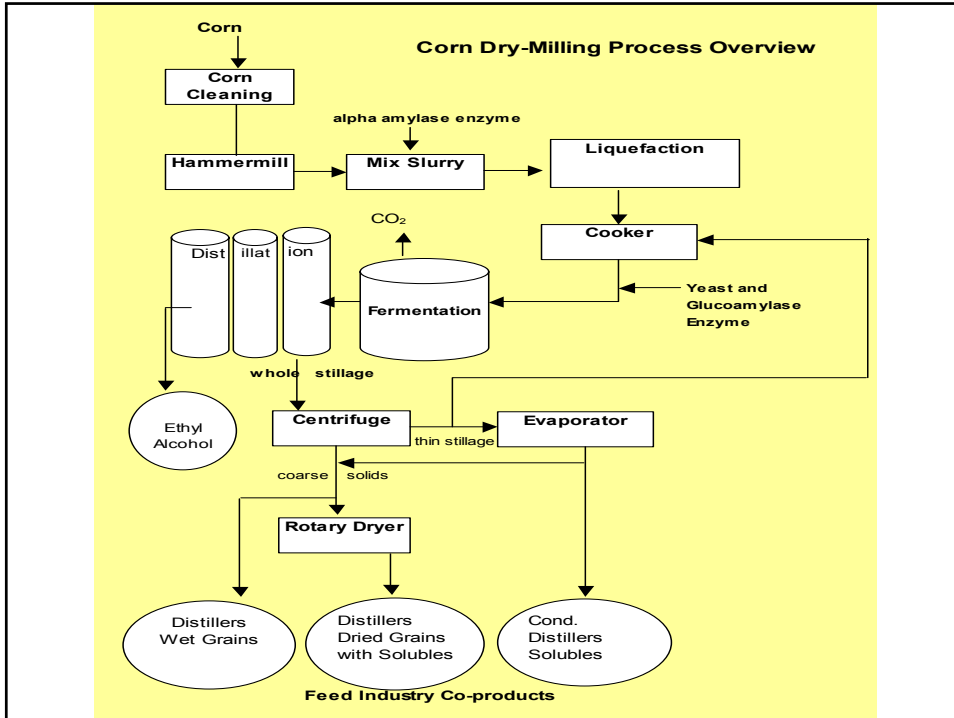 Corn
Corn Dry-Milling Process Overview
Corn
Cleaning
alpha amylase enzyme
Hammermill
Mix Slurry
Liquefaction
CO₂
Cooker
Dist illat ion
Yeast and
Glucoamylase
Enzyme
Fermentation
whole stillage
Ethyl
Alcohol
Centrifuge
thin stillage
Evaporator
coarse solids
Rotary Dryer
Distillers
Wet Grains
Distillers
Dried Grains
with Solubles
Cond.
Distillers
Solubles
Feed Industry Co-products